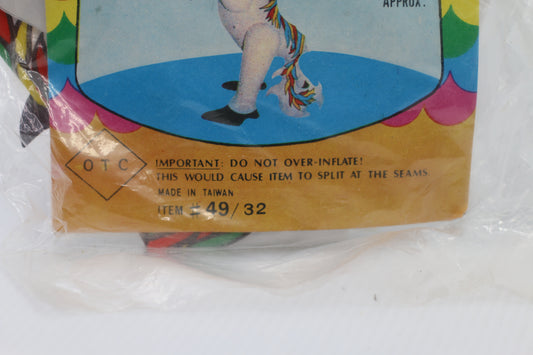 APPROX.
O T C
IMPORTANT: DO NOT OVER-INFLATE!
THIS WOULD CAUSE ITEM TO SPLIT AT THE SEAMS
MADE IN TAIWAN
ITEM # 49/32